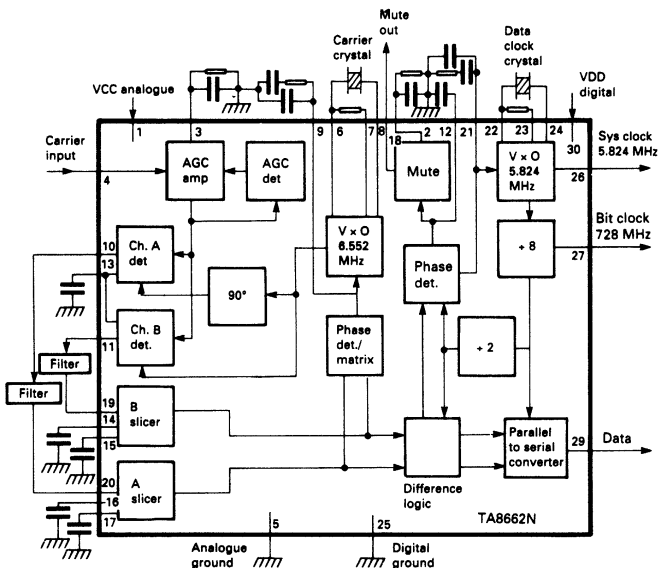 Mute
out
Carrier
crystal
Data
clock
crystal
VCC analogue
VDD
digital
1
3
9
6
7
8
18
2
12
21
22
23
24
30
Sys clock
5.824 MHz
26
Carrier
input
4
AGC
amp
AGC
det
Mute
V × O
5.824
MHz
V × O
6.552
MHz
Bit clock
728 MHz
27
÷ 8
10
13
Ch. A
det
90°
Phase
det.
11
Ch. B
det.
Phase
det./
matrix
÷ 2
Filter
Filter
19
14
15
B
slicer
20
16
17
A
slicer
Difference
logic
Parallel
to serial
converter
29
Data
TA8662N
5
25
Analogue
ground
Digital
ground